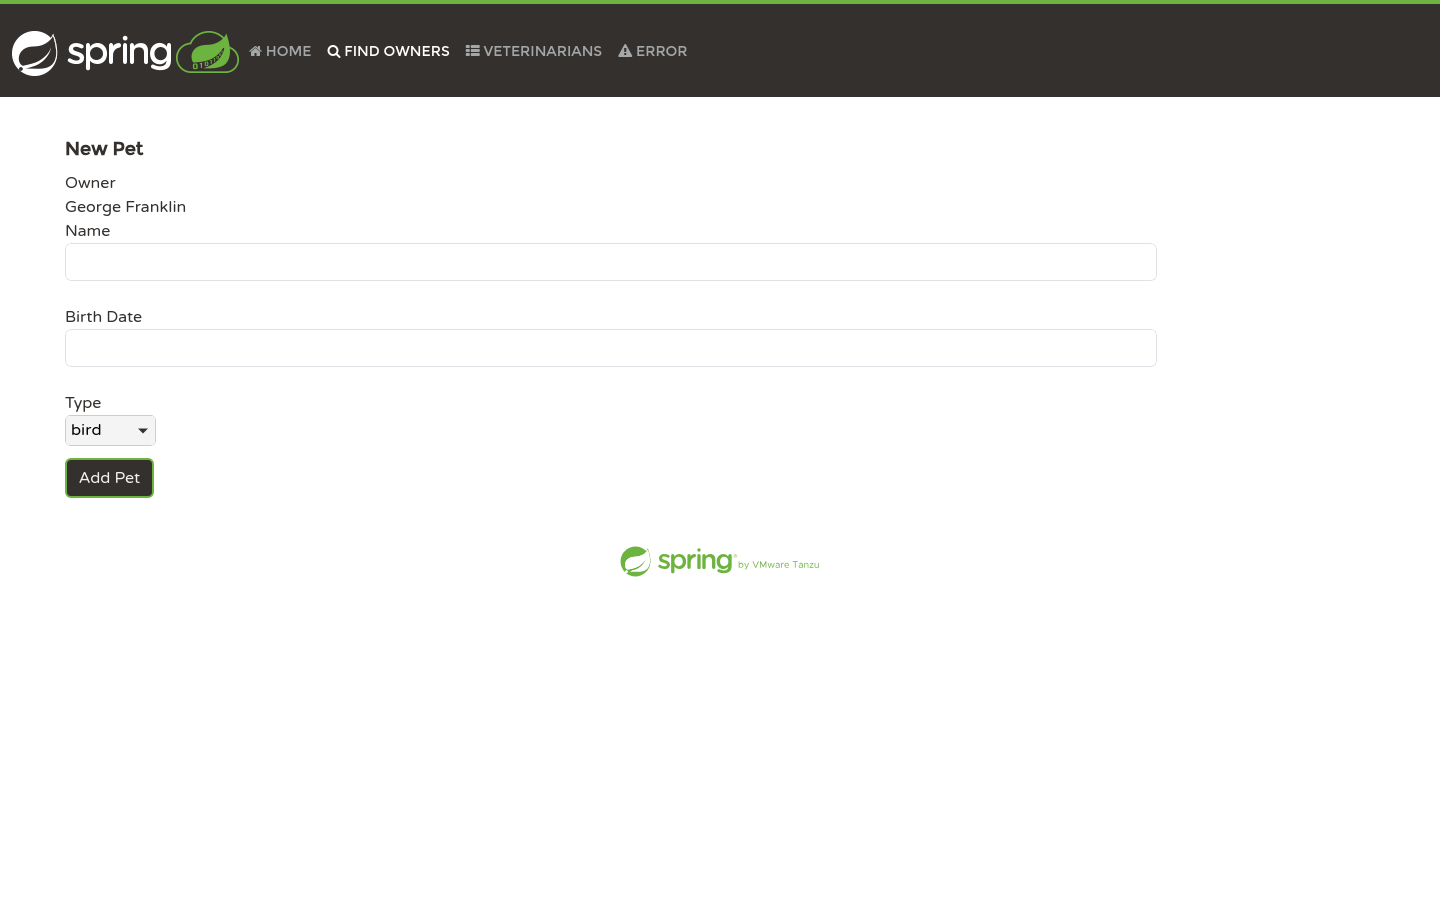 spring HOME FIND OWNERS VETERINARIANS ERROR
New Pet
Owner
George Franklin
Name
Birth Date
Type
bird
Add Pet
spring by VMware Tanzu